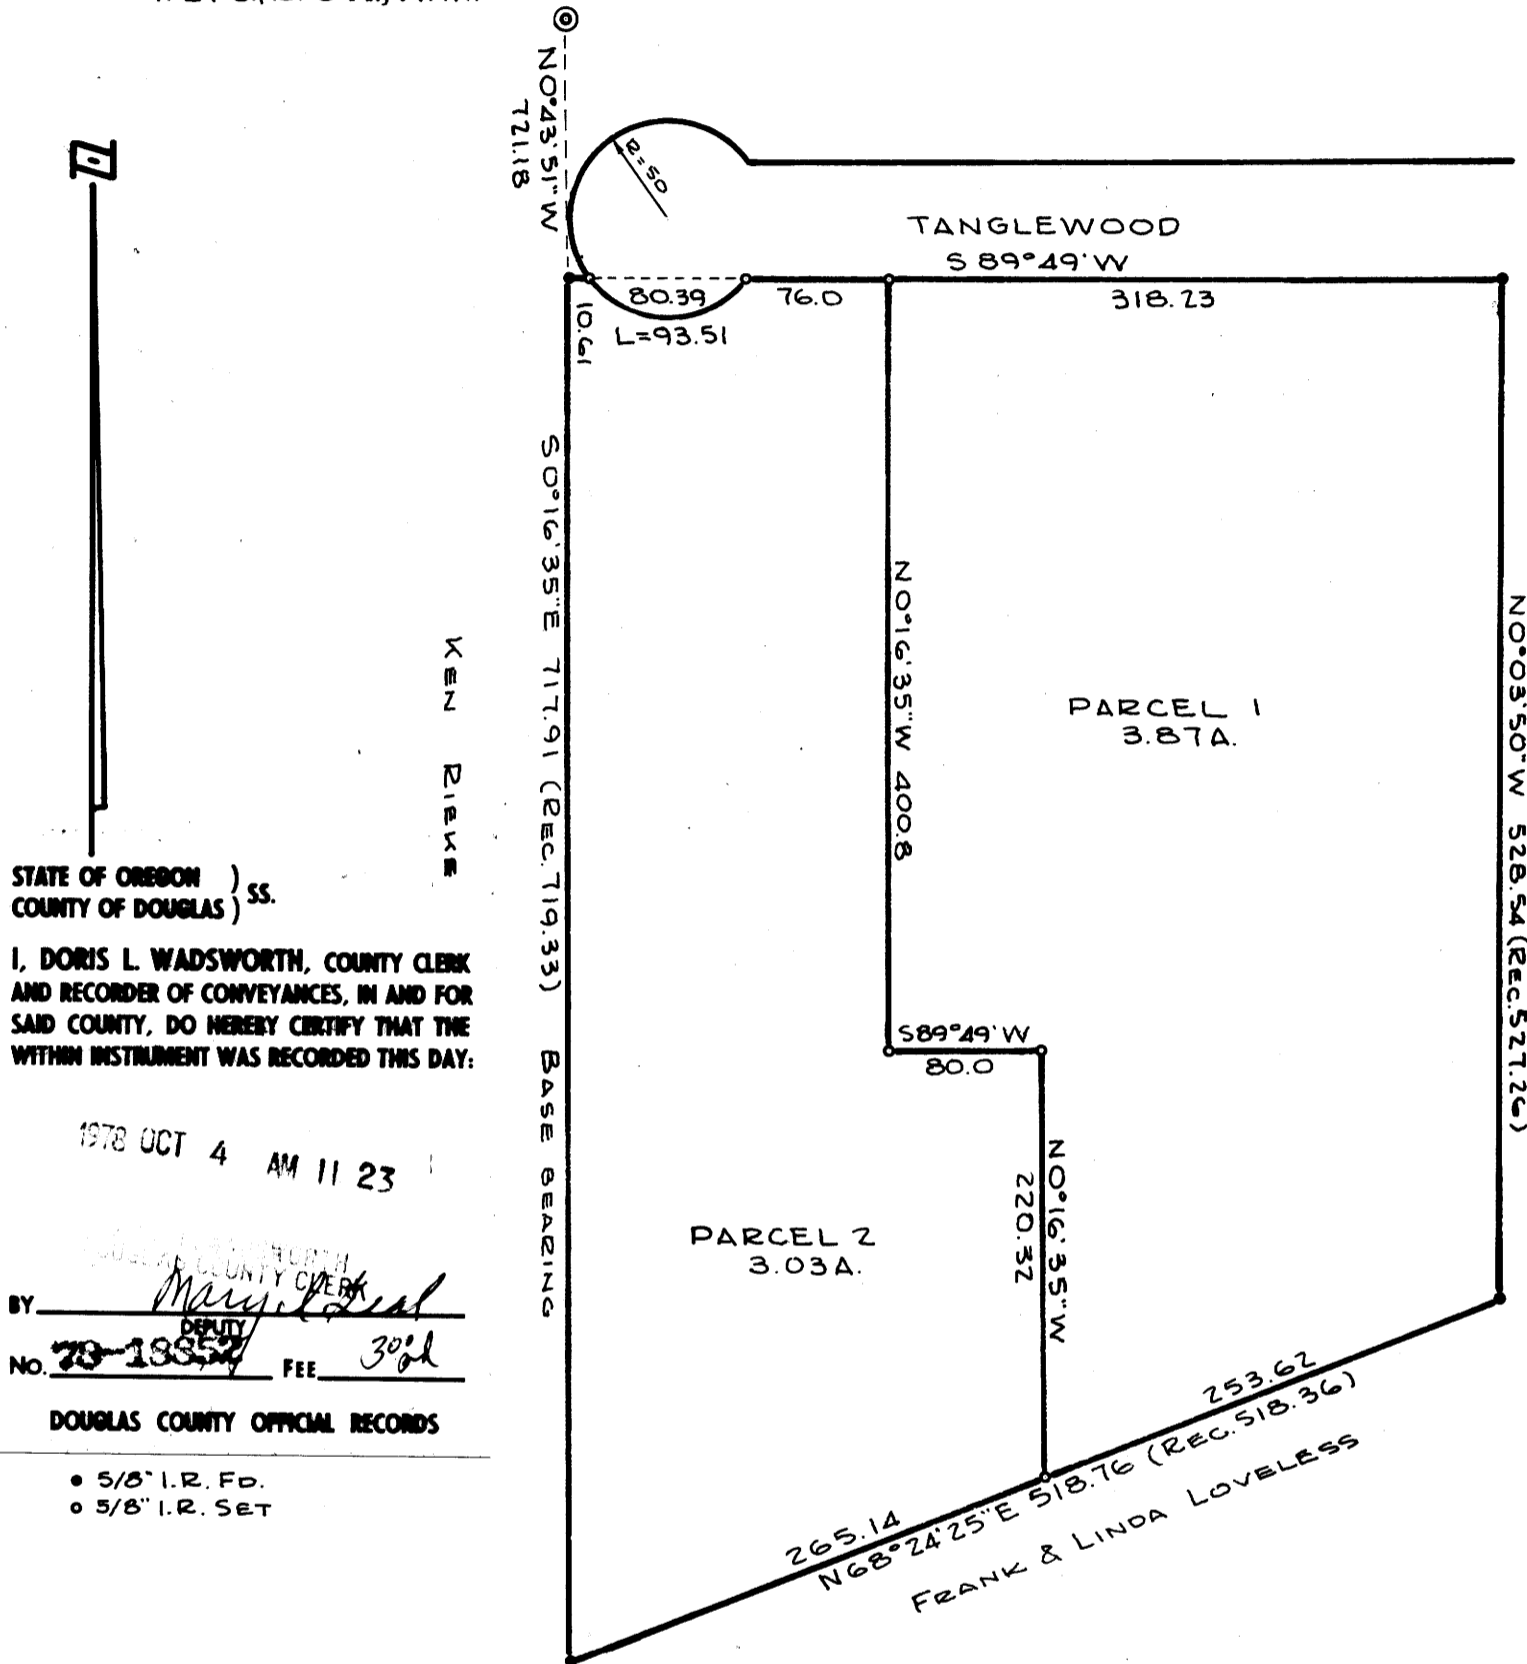 N0°43'51"W
721.18
R=50
TANGLEWOOD
S 89°49'W
80.39
76.0
318.23
10.61
L=93.51
S 0°16'35"E 717.91 (REC. 719.33) BASE BEARING
KEN RIEKE
N0°16'35"W 400.8
PARCEL 1
3.87A.
N0°03'50"W 528.54 (REC. 527.26)
STATE OF OREGON ) SS.
COUNTY OF DOUGLAS )
I, DORIS L. WADSWORTH, COUNTY CLERK
AND RECORDER OF CONVEYANCES, IN AND FOR
SAID COUNTY, DO HEREBY CERTIFY THAT THE
WITHIN INSTRUMENT WAS RECORDED THIS DAY:
S89°49'W
80.0
1978 OCT 4 AM 11 23
N0°16'35"W
220.32
PARCEL 2
3.03A.
COUNTY CLERK
BY
DEPUTY
NO. FEE
DOUGLAS COUNTY OFFICIAL RECORDS
253.62
265.14
N68°24'25"E 518.76 (REC. 518.36)
FRANK & LINDA LOVELESS
5/8" I.R. FD.
5/8" I.R. SET